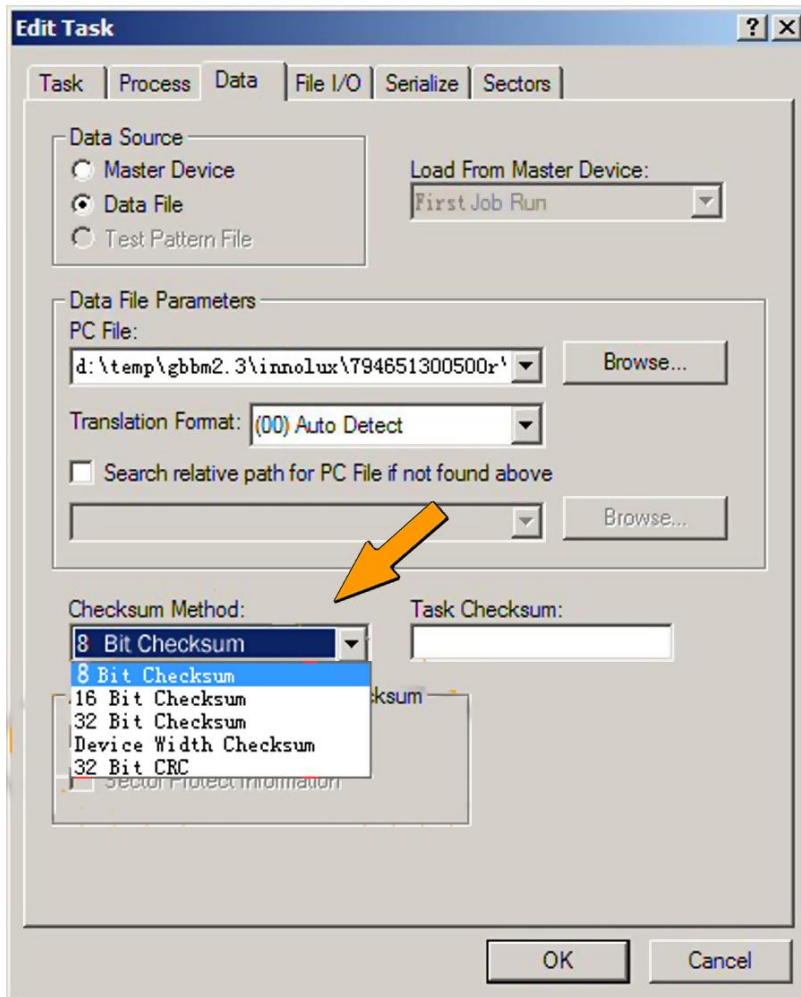 Edit Task
Task Process Data File I/O Serialize Sectors
Data Source
Master Device
Data File
Test Pattern File
Load From Master Device:
First Job Run
Data File Parameters
PC File:
d:\temp\gbbm2.3\innolux\794651300500r\
Browse...
Translation Format: (00) Auto Detect
Search relative path for PC File if not found above
Browse...
Checksum Method:
8 Bit Checksum
Task Checksum:
8 Bit Checksum
16 Bit Checksum
32 Bit Checksum
Device Width Checksum
32 Bit CRC
Sector Protect Information
OK Cancel